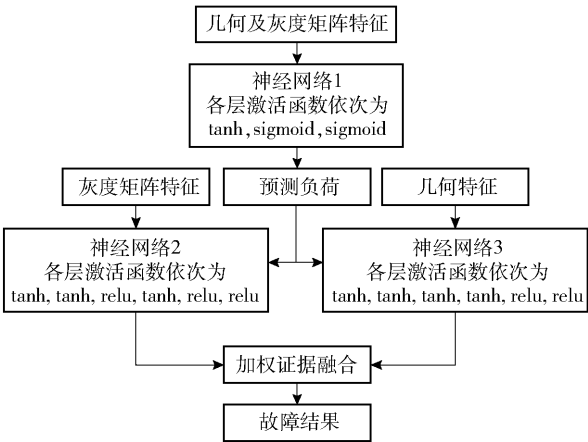 几何及灰度矩阵特征
神经网络1
各层激活函数依次为
tanh,sigmoid,sigmoid
灰度矩阵特征
预测负荷
几何特征
神经网络2
各层激活函数依次为
tanh, tanh, relu, tanh, relu, relu
神经网络3
各层激活函数依次为
tanh, tanh, tanh, tanh, relu, relu
加权证据融合
故障结果